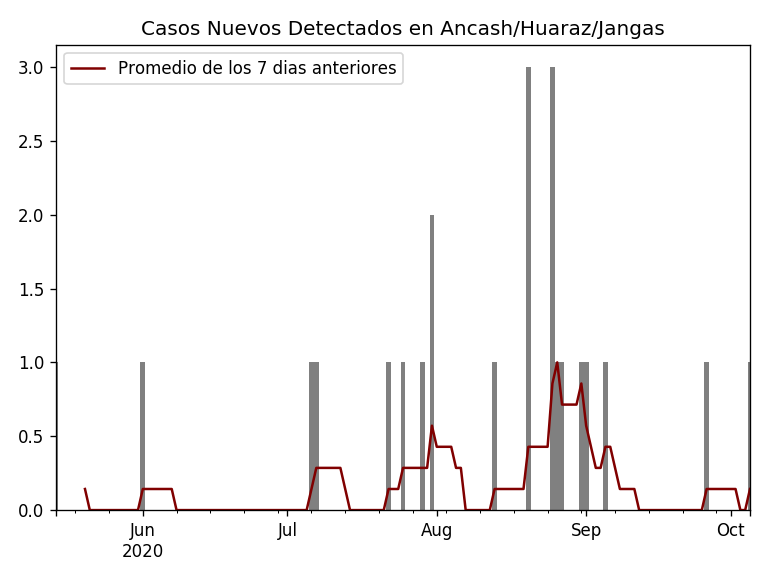 Casos Nuevos Detectados en Ancash/Huaraz/Jangas
Promedio de los 7 dias anteriores
3.0
2.5
2.0
1.5
1.0
0.5
0.0
Jun Jul Aug Sep Oct
2020